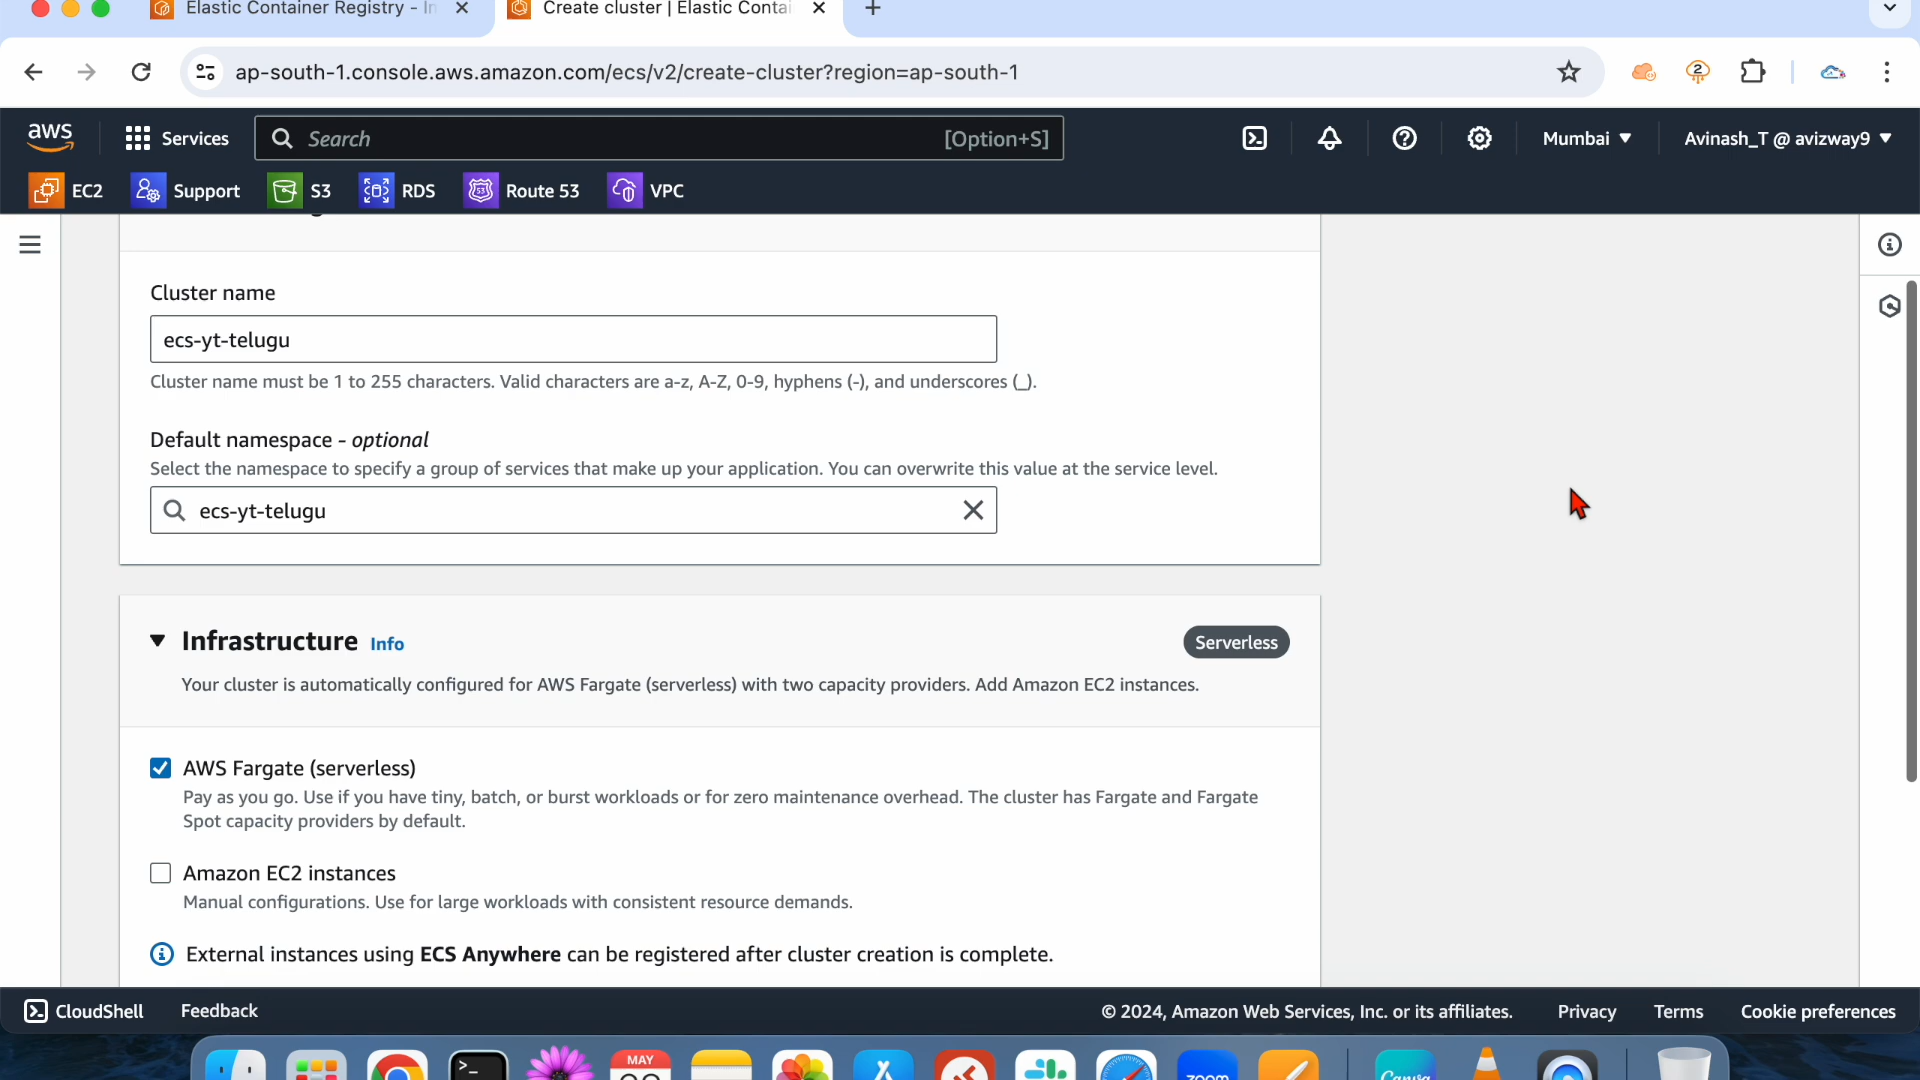 Elastic Container Registry - In
Create cluster | Elastic Contai
ap-south-1.console.aws.amazon.com/ecs/v2/create-cluster?region=ap-south-1
2
aws
Services
Search
[Option+S]
Mumbai
Avinash_T @ avizway9
EC2
Support
S3
RDS
53
Route 53
VPC
Cluster name
ecs-yt-telugu
Cluster name must be 1 to 255 characters. Valid characters are a-z, A-Z, 0-9, hyphens (-), and underscores (_).
Default namespace - optional
Select the namespace to specify a group of services that make up your application. You can overwrite this value at the service level.
ecs-yt-telugu
Infrastructure Info
Serverless
Your cluster is automatically configured for AWS Fargate (serverless) with two capacity providers. Add Amazon EC2 instances.
AWS Fargate (serverless)
Pay as you go. Use if you have tiny, batch, or burst workloads or for zero maintenance overhead. The cluster has Fargate and Fargate
Spot capacity providers by default.
Amazon EC2 instances
Manual configurations. Use for large workloads with consistent resource demands.
External instances using ECS Anywhere can be registered after cluster creation is complete.
CloudShell
Feedback
© 2024, Amazon Web Services, Inc. or its affiliates.
Privacy
Terms
Cookie preferences
MAY
zoom
Canva